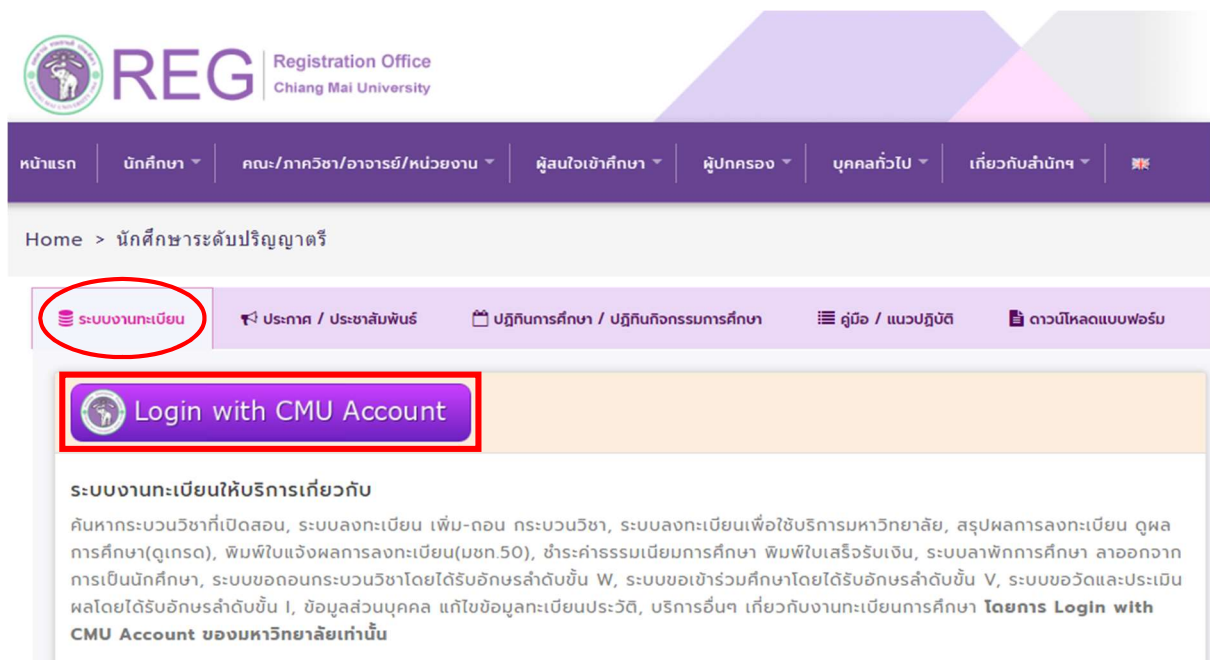 REG
Registration Office
Chiang Mai University
หน้าแรก นักศึกษา คณะ/ภาควิชา/อาจารย์/หน่วยงาน ผู้สนใจเข้าศึกษา ผู้ปกครอง บุคคลทั่วไป เกี่ยวกับสำนักฯ
Home > นักศึกษาระดับปริญญาตรี
ระบบงานทะเบียน ประกาศ / ประชาสัมพันธ์ ปฏิทินการศึกษา / ปฏิทินกิจกรรมการศึกษา คู่มือ / แนวปฏิบัติ ดาวน์โหลดแบบฟอร์ม
Login with CMU Account
ระบบงานทะเบียนให้บริการเกี่ยวกับ
ค้นหากระบวนวิชาที่เปิดสอน, ระบบลงทะเบียน เพิ่ม-ถอน กระบวนวิชา, ระบบลงทะเบียนเพื่อใช้บริการมหาวิทยาลัย, สรุปผลการลงทะเบียน ดูผล
การศึกษา(ดูเกรด), พิมพ์ใบแจ้งผลการลงทะเบียน(มชท.50), ชำระค่าธรรมเนียมการศึกษา พิมพ์ใบเสร็จรับเงิน, ระบบลาพักการศึกษา ลาออกจาก
การเป็นนักศึกษา, ระบบขอถอนกระบวนวิชาโดยได้รับอักษรลำดับขั้น W, ระบบขอเข้าร่วมศึกษาโดยได้รับอักษรลำดับขั้น V, ระบบขอวัดและประเมิน
ผลโดยได้รับอักษรลำดับขั้น I, ข้อมูลส่วนบุคคล แก้ไขข้อมูลทะเบียนประวัติ, บริการอื่นๆ เกี่ยวกับงานทะเบียนการศึกษา โดยการ Login with
CMU Account ของมหาวิทยาลัยเท่านั้น